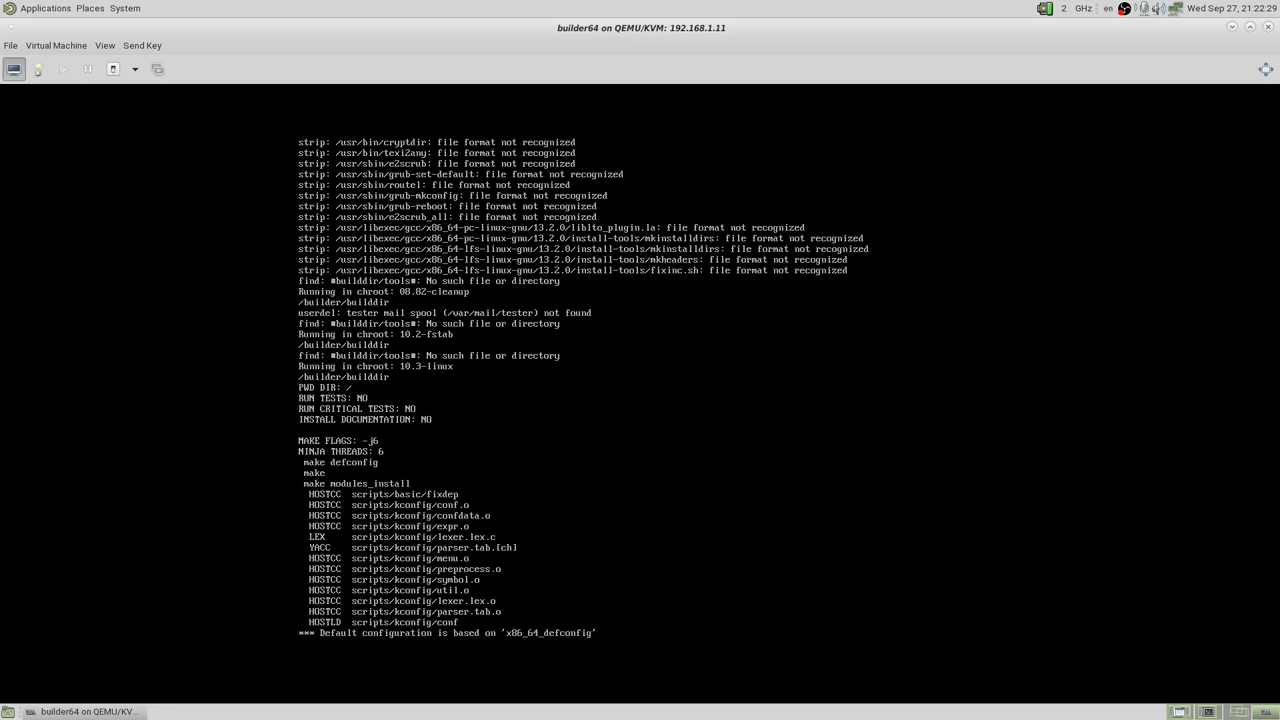 Applications Places System
2 GHz en Wed Sep 27, 21:22:29
builder64 on QEMU/KVM: 192.168.1.11
File Virtual Machine View Send Key
strip: /usr/bin/cryptdir: file format not recognized
strip: /usr/bin/texi2any: file format not recognized
strip: /usr/sbin/e2scrub: file format not recognized
strip: /usr/sbin/grub-set-default: file format not recognized
strip: /usr/sbin/routel: file format not recognized
strip: /usr/sbin/grub-mkconfig: file format not recognized
strip: /usr/sbin/grub-reboot: file format not recognized
strip: /usr/sbin/e2scrub_all: file format not recognized
strip: /usr/libexec/gcc/x86_64-pc-linux-gnu/13.2.0/liblto_plugin.la: file format not recognized
strip: /usr/libexec/gcc/x86_64-pc-linux-gnu/13.2.0/install-tools/mkinstalldirs: file format not recognized
strip: /usr/libexec/gcc/x86_64-lfs-linux-gnu/13.2.0/install-tools/mkinstalldirs: file format not recognized
strip: /usr/libexec/gcc/x86_64-lfs-linux-gnu/13.2.0/install-tools/mkheaders: file format not recognized
strip: /usr/libexec/gcc/x86_64-lfs-linux-gnu/13.2.0/install-tools/fixinc.sh: file format not recognized
find: ■builddir/tools■: No such file or directory
Running in chroot: 08.82-cleanup
/builder/builddir
userdel: tester mail spool (/var/mail/tester) not found
find: ■builddir/tools■: No such file or directory
Running in chroot: 10.2-fstab
/builder/builddir
find: ■builddir/tools■: No such file or directory
Running in chroot: 10.3-linux
/builder/builddir
PWD DIR: /
RUN TESTS: NO
RUN CRITICAL TESTS: NO
INSTALL DOCUMENTATION: NO
MAKE FLAGS: -j6
NINJA THREADS: 6
make defconfig
make
make modules_install
HOSTCC scripts/basic/fixdep
HOSTCC scripts/kconfig/conf.o
HOSTCC scripts/kconfig/confdata.o
HOSTCC scripts/kconfig/expr.o
LEX scripts/kconfig/lexer.lex.c
YACC scripts/kconfig/parser.tab.[ch]
HOSTCC scripts/kconfig/menu.o
HOSTCC scripts/kconfig/preprocess.o
HOSTCC scripts/kconfig/symbol.o
HOSTCC scripts/kconfig/util.o
HOSTCC scripts/kconfig/lexer.lex.o
HOSTCC scripts/kconfig/parser.tab.o
HOSTLD scripts/kconfig/conf
*** Default configuration is based on 'x86_64_defconfig'
builder64 on QEMU/KV...